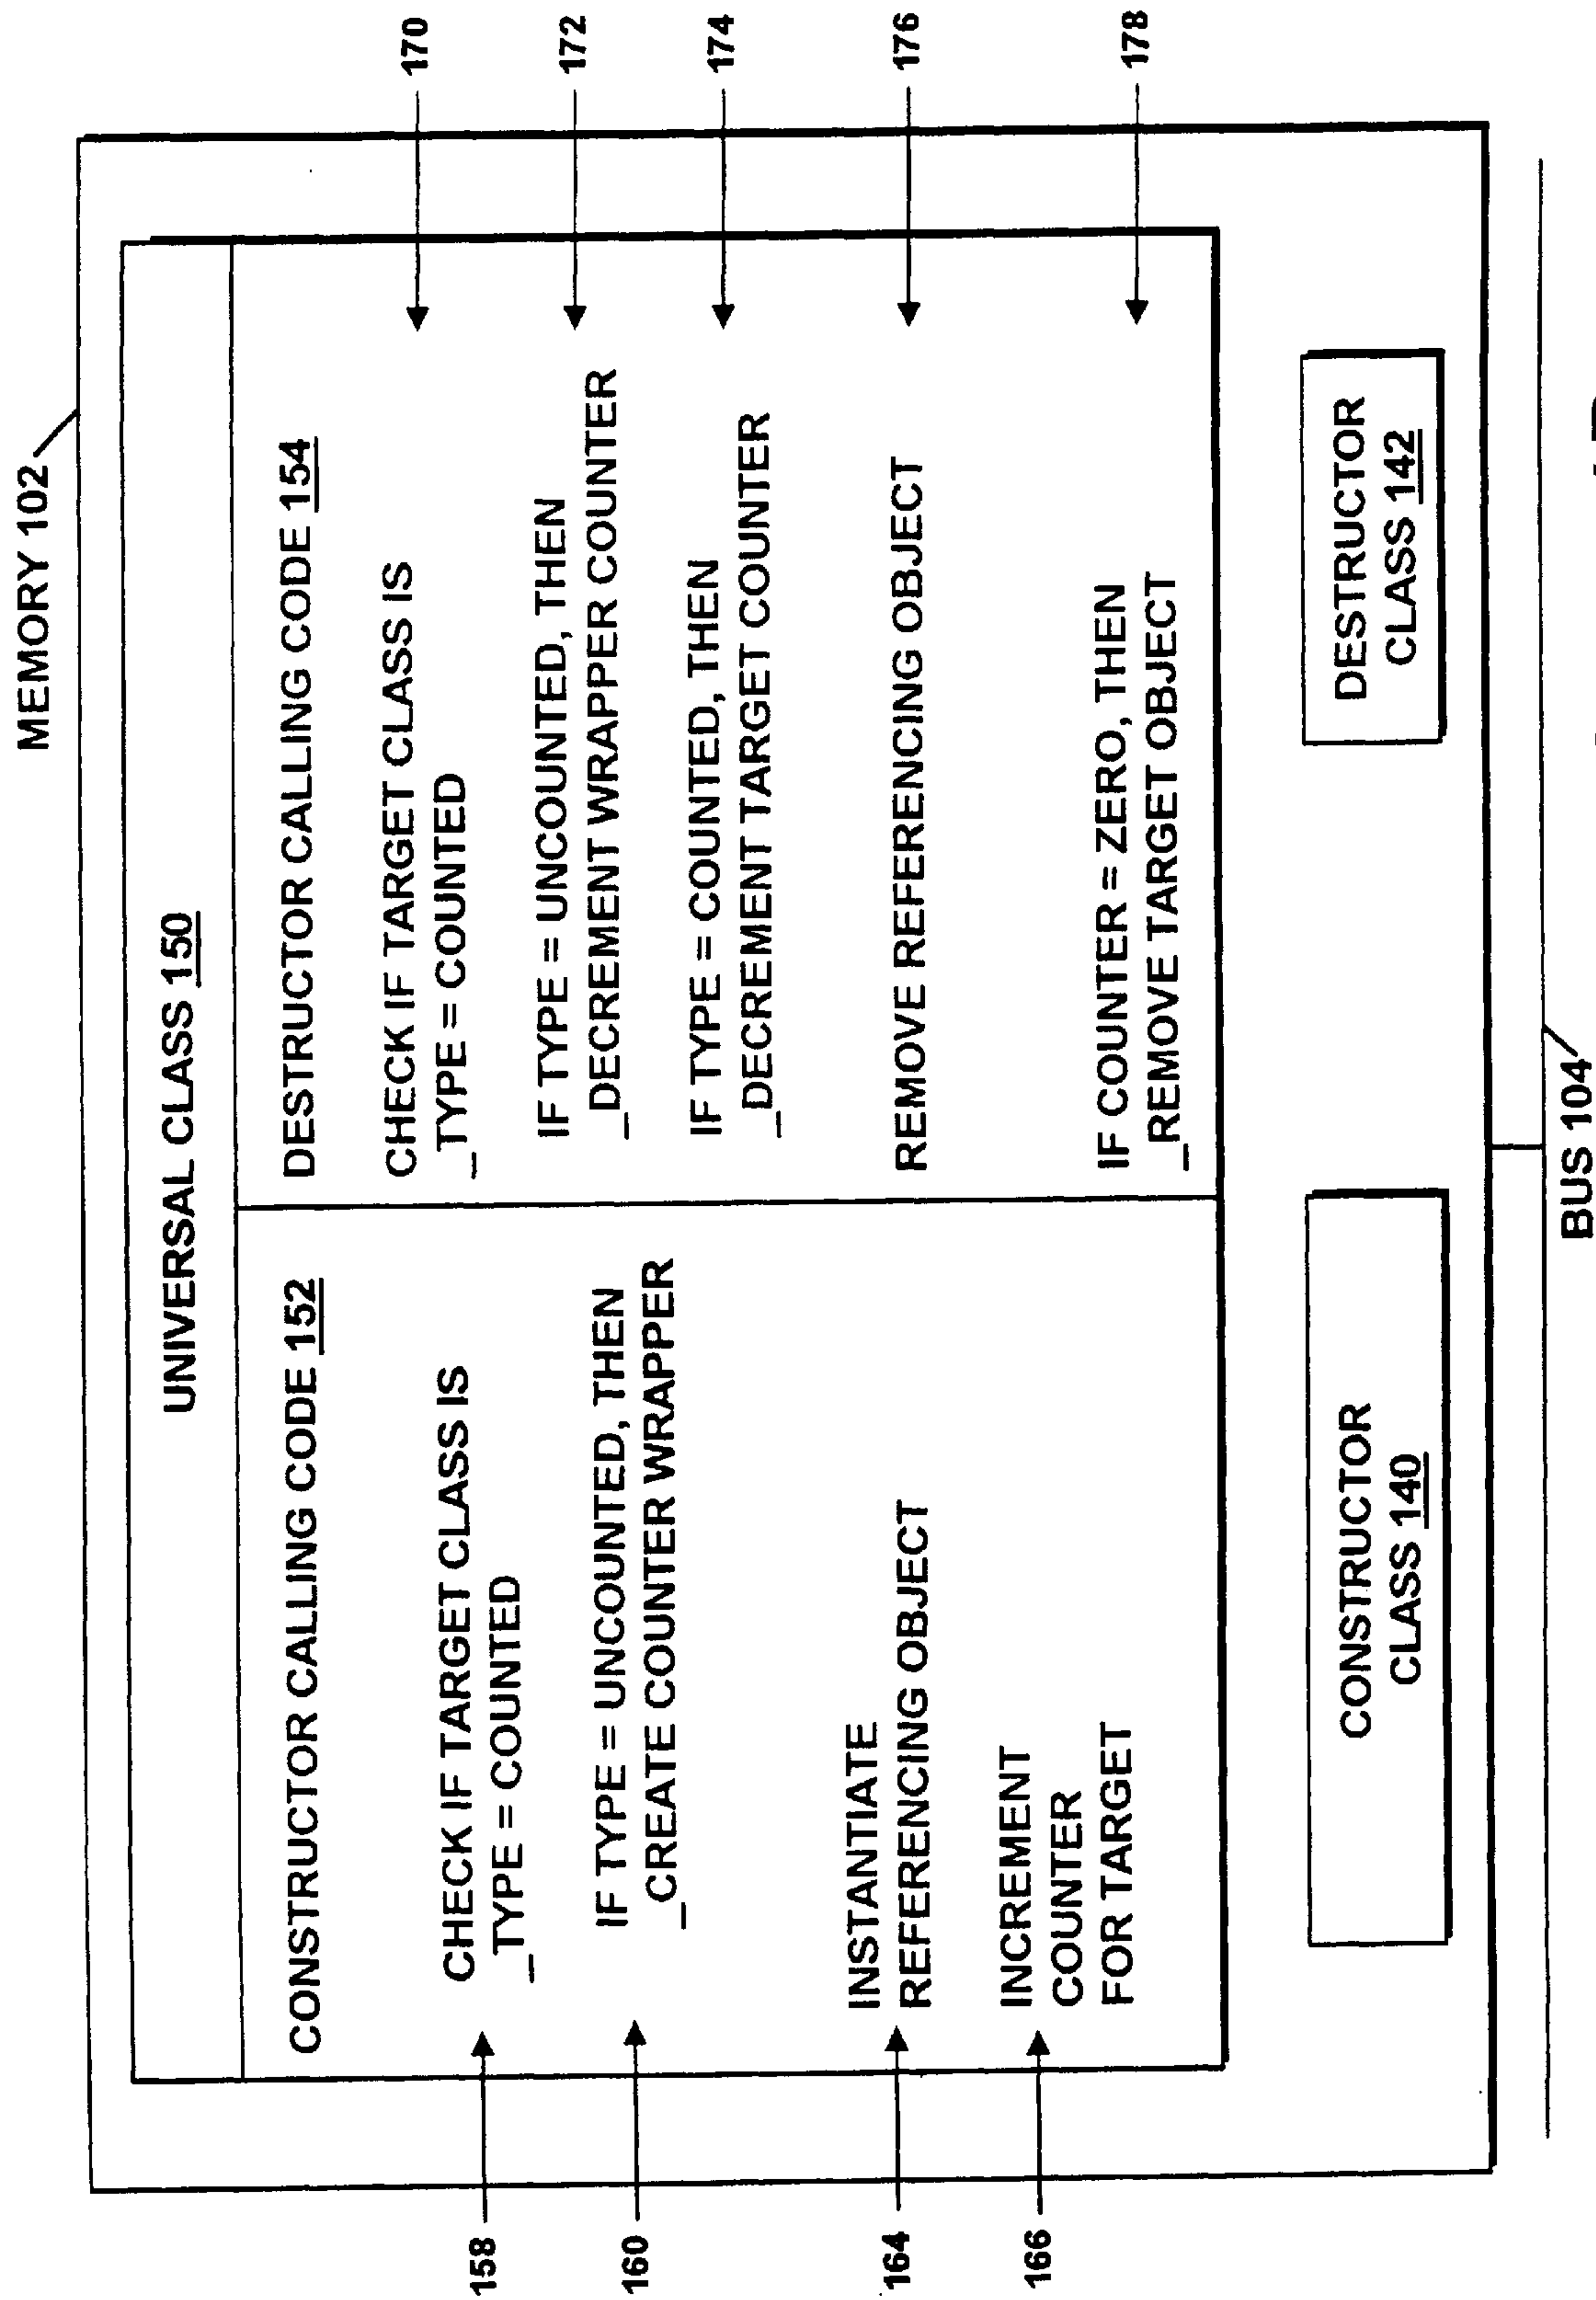 MEMORY 102
UNIVERSAL CLASS 150
CONSTRUCTOR CALLING CODE 152
CHECK IF TARGET CLASS IS
_TYPE = COUNTED
IF TYPE = UNCOUNTED, THEN
_CREATE COUNTER WRAPPER
INSTANTIATE
REFERENCING OBJECT
INCREMENT
COUNTER
FOR TARGET
158
160
164
166
DESTRUCTOR CALLING CODE 154
CHECK IF TARGET CLASS IS
_TYPE = COUNTED
IF TYPE = UNCOUNTED, THEN
_DECREMENT WRAPPER COUNTER
IF TYPE = COUNTED, THEN
_DECREMENT TARGET COUNTER
REMOVE REFERENCING OBJECT
IF COUNTER = ZERO, THEN
_REMOVE TARGET OBJECT
170
172
174
176
178
CONSTRUCTOR
CLASS 140
DESTRUCTOR
CLASS 142
BUS 104